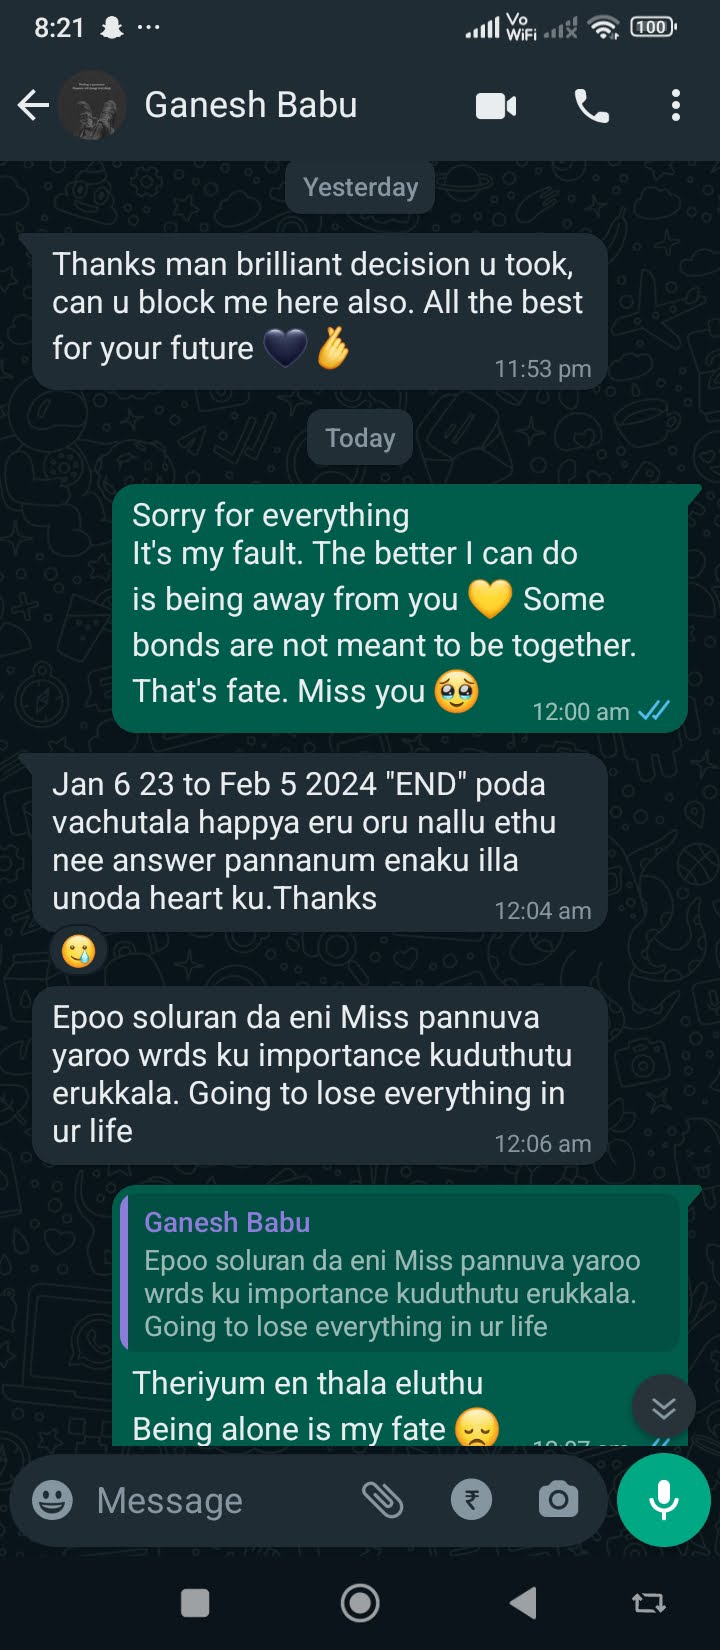 8:21
Vo
WiFi
100
Ganesh Babu
Yesterday
Thanks man brilliant decision u took,
can u block me here also. All the best
for your future 🖤🫰
11:53 pm
Today
Sorry for everything
It's my fault. The better I can do
is being away from you 💛 Some
bonds are not meant to be together.
That's fate. Miss you 🥹
12:00 am
Jan 6 23 to Feb 5 2024 "END" poda
vachutala happya eru oru nallu ethu
nee answer pannanum enaku illa
unoda heart ku.Thanks
12:04 am
🥲
Epoo soluran da eni Miss pannuva
yaroo wrds ku importance kuduthutu
erukkala. Going to lose everything in
ur life
12:06 am
Ganesh Babu
Epoo soluran da eni Miss pannuva yaroo
wrds ku importance kuduthutu erukkala.
Going to lose everything in ur life
Theriyum en thala eluthu
Being alone is my fate 😞
Message